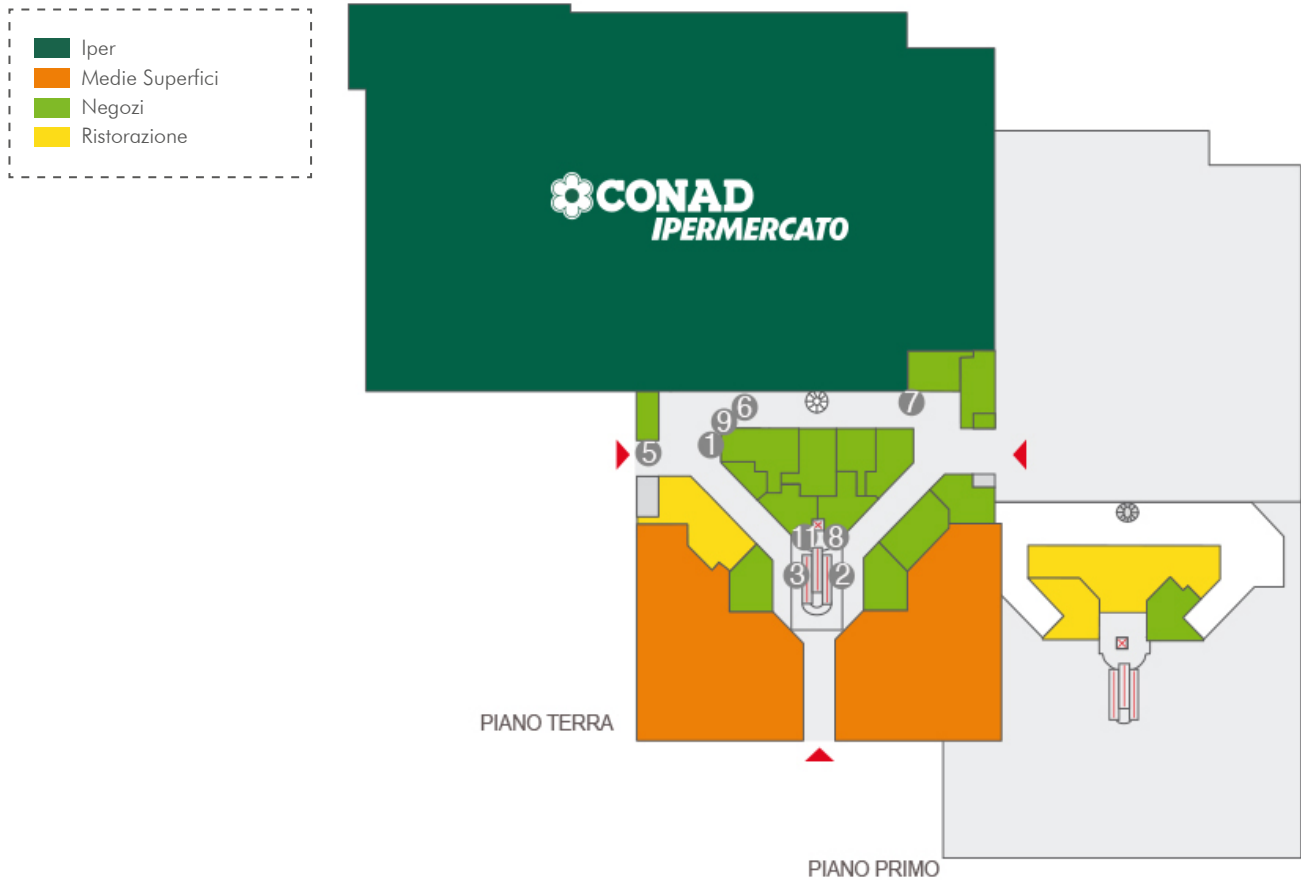 Iper
Medie Superfici
Negozi
Ristorazione
CONAD
IPERMERCATO
6
7
9
1
5
11
8
3
2
PIANO TERRA
PIANO PRIMO